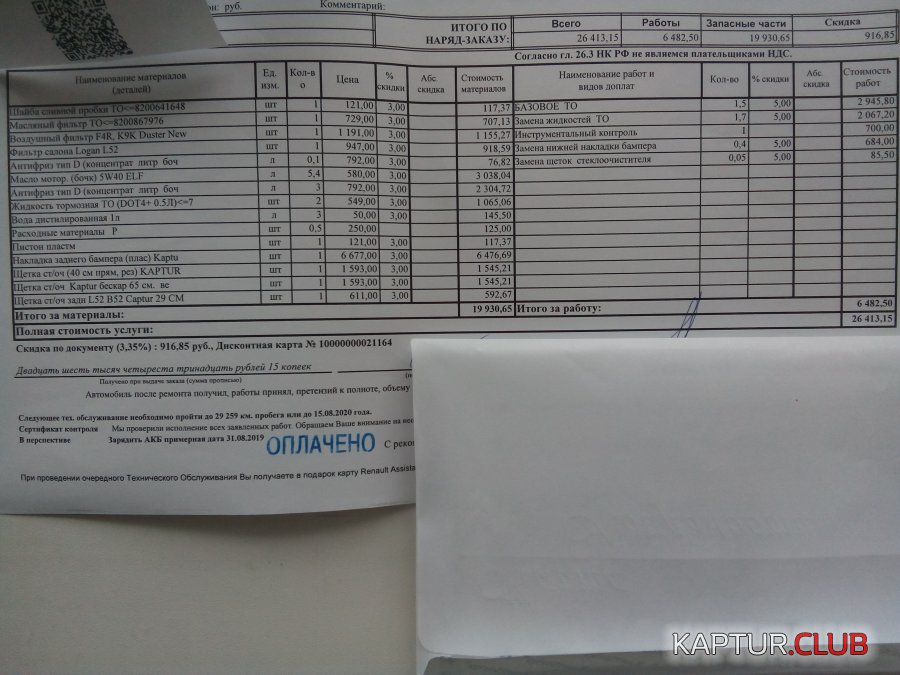 рии: руб. Комментарий:
ИТОГО ПО НАРЯД-ЗАКАЗУ: Всего Работы Запасные части Скидка
26 413,15 6 482,50 19 930,65 916,85
Согласно гл. 26.3 НК РФ не являемся плательщиками НДС.
Наименование материалов (деталей) Ед. изм. Кол-во Цена % скидки Абс. скидка Стоимость материалов Наименование работ и видов доплат Кол-во % скидки Абс. скидка Стоимость работ
Шайба сливной пробки ТО<=8200641648 шт 1 121,00 3,00 117,37 БАЗОВОЕ ТО 1,5 5,00 2 945,80
Масляный фильтр ТО<=8200867976 шт 1 729,00 3,00 707,13 Замена жидкостей ТО 1,7 5,00 2 067,20
Воздушный фильтр F4R, K9K Duster New шт 1 1 191,00 3,00 1 155,27 Инструментальный контроль 1 700,00
Фильтр салона Logan L52 шт 1 947,00 3,00 918,59 Замена нижней накладки бампера 0,4 5,00 684,00
Антифриз тип D (концентрат литр боч л 0,1 792,00 3,00 76,82 Замена щеток стеклоочистителя 0,05 5,00 85,50
Масло мотор. (бочк) 5W40 ELF л 5,4 580,00 3,00 3 038,04
Антифриз тип D (концентрат литр боч л 3 792,00 3,00 2 304,72
Жидкость тормозная ТО (DOT4+ 0.5Л)<=7 шт 2 549,00 3,00 1 065,06
Вода дистилированная 1л л 3 50,00 3,00 145,50
Расходные материалы Р шт 0,5 250,00 125,00
Пистон пластм шт 1 121,00 3,00 117,37
Накладка заднего бампера (плас) Kaptu шт 1 6 677,00 3,00 6 476,69
Щетка ст/оч (40 см прям, рез) KAPTUR шт 1 1 593,00 3,00 1 545,21
Щетка ст/оч Kaptur бескар 65 см. ве шт 1 1 593,00 3,00 1 545,21
Щетка ст/оч задн L52 B52 Captur 29 СМ шт 1 611,00 3,00 592,67
Итого за материалы: 19 930,65 Итого за работу: 6 482,50
Полная стоимость услуги: 26 413,15
Скидка по документу (3,35%) : 916,85 руб., Дисконтная карта № 10000000021164
Двадцать шесть тысяч четыреста тринадцать рублей 15 копеек
Получено при выдаче заказа (сумма прописью)
Автомобиль после ремонта получил, работы принял, претензий к полноте, объему
Следующее тех. обслуживание необходимо пройти до 29 259 км. пробега или до 15.08.2020 года.
Сертификат контроля Мы проверили исполнение всех заявленных работ. Обращаем Ваше внимание на
В перспективе Зарядить АКБ примерная дата 31.08.2019
ОПЛАЧЕНО С реко
При проведении очередного Технического Обслуживания Вы получаете в подарок карту Renault Assista
KAPTUR.CLUB